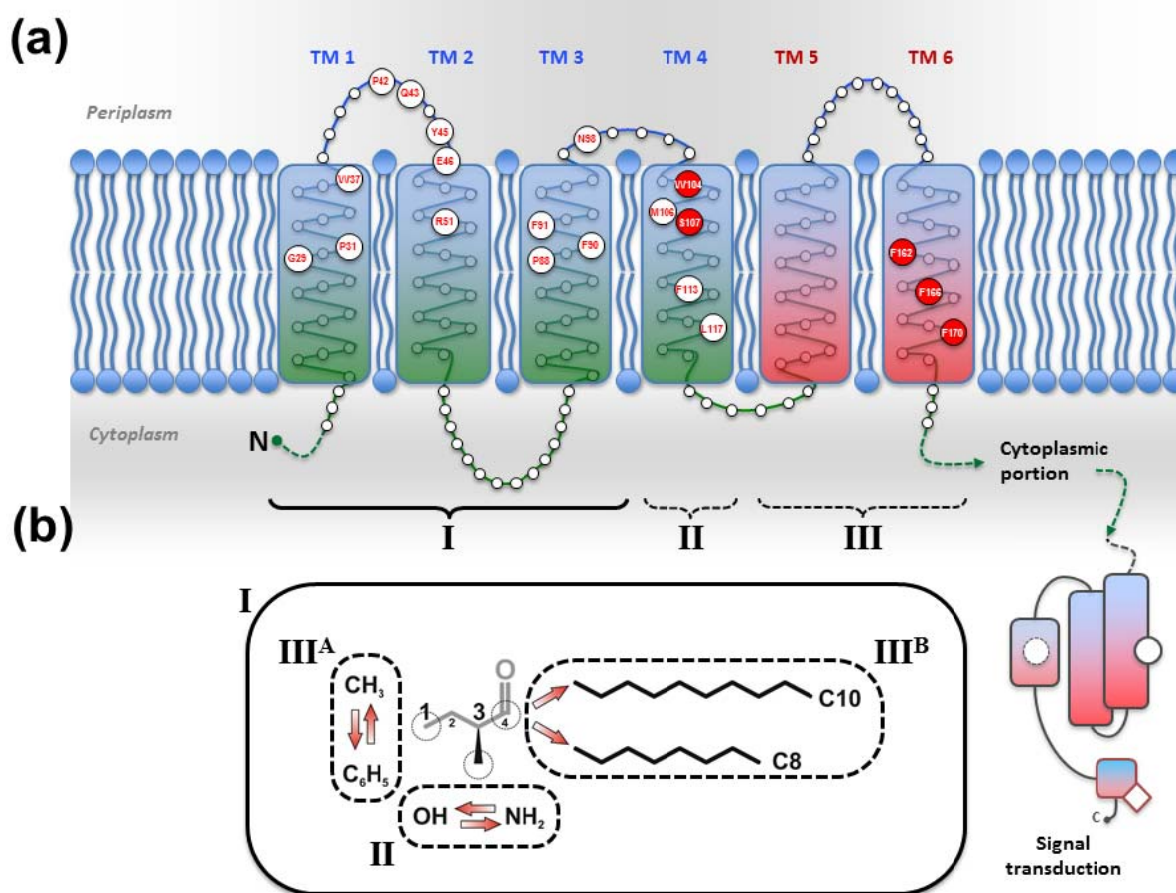 (a)
TM 1 TM 2 TM 3 TM 4 TM 5 TM 6
Periplasm
P42
Q43
Y45
E46
N98
W37
W104
M106
S107
R51
F91
F90
P31
G29
P88
F162
F113
F166
L117
F170
Cytoplasm
N
Cytoplasmic
portion
I II III
(b)
I
III^A
III^B
CH₃
C₆H₅
O
1 2 3 4
C10
C8
OH NH₂
II
C
Signal
transduction